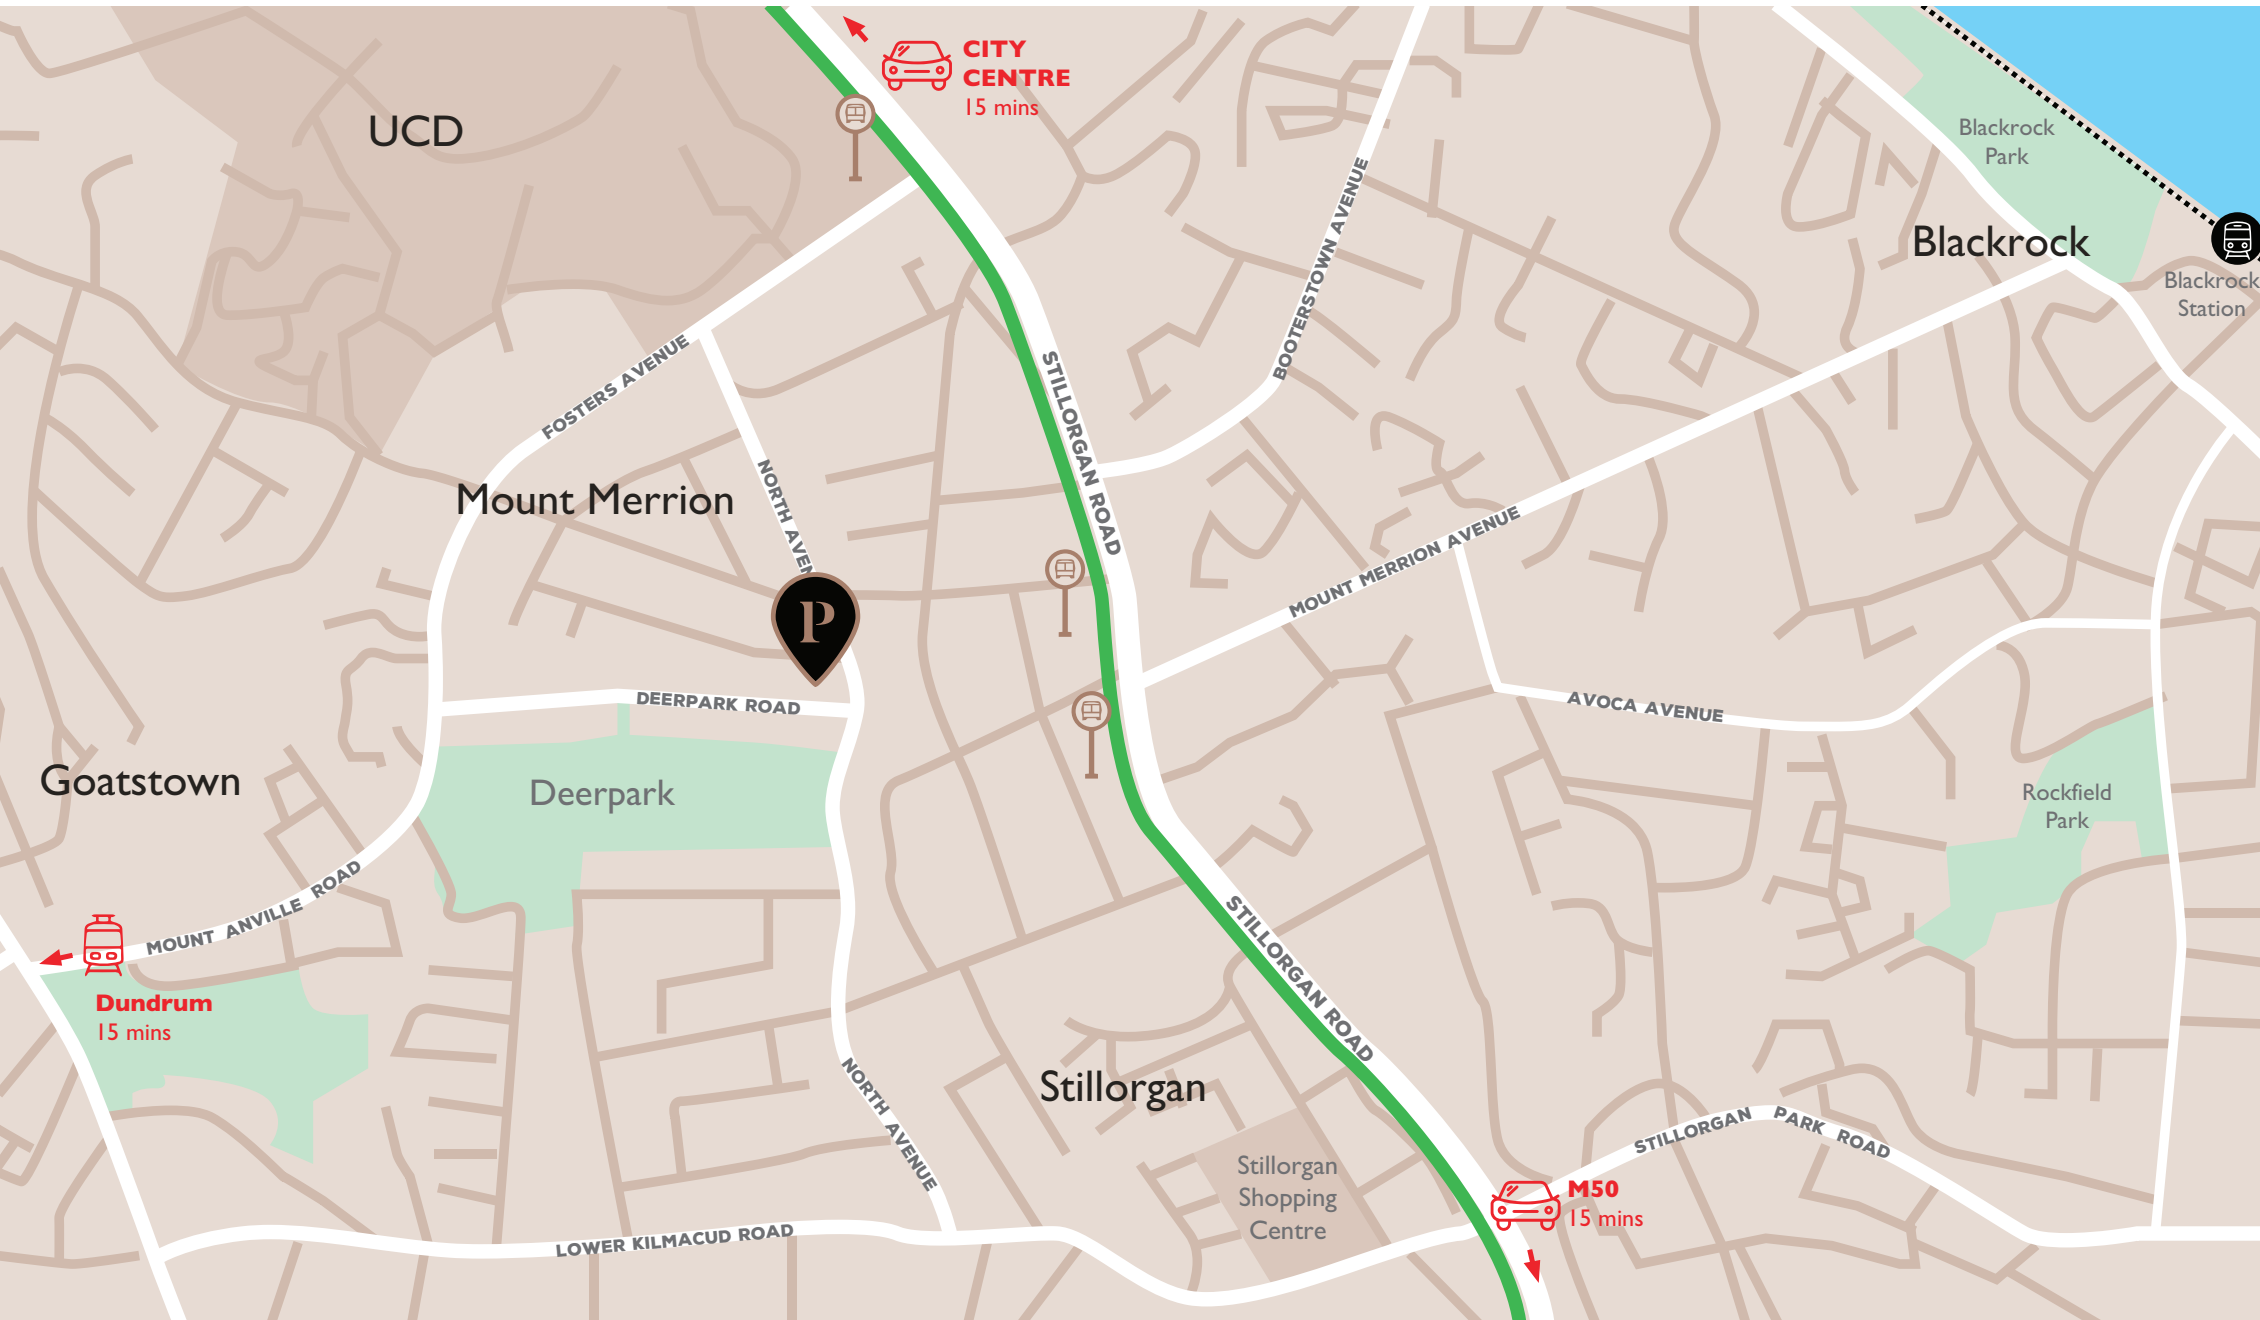 CITY
CENTRE
15 mins
UCD
Blackrock
Park
Blackrock
Blackrock
Station
BOOTERSTOWN AVENUE
FOSTERS AVENUE
STILLORGAN ROAD
Mount Merrion
NORTH AVEN
MOUNT MERRION AVENUE
P
DEERPARK ROAD
AVOCA AVENUE
Goatstown
Deerpark
Rockfield
Park
MOUNT ANVILLE ROAD
STILLORGAN ROAD
Dundrum
15 mins
Stillorgan
NORTH AVENUE
STILLORGAN PARK ROAD
Stillorgan
Shopping
Centre
M50
15 mins
LOWER KILMACUD ROAD